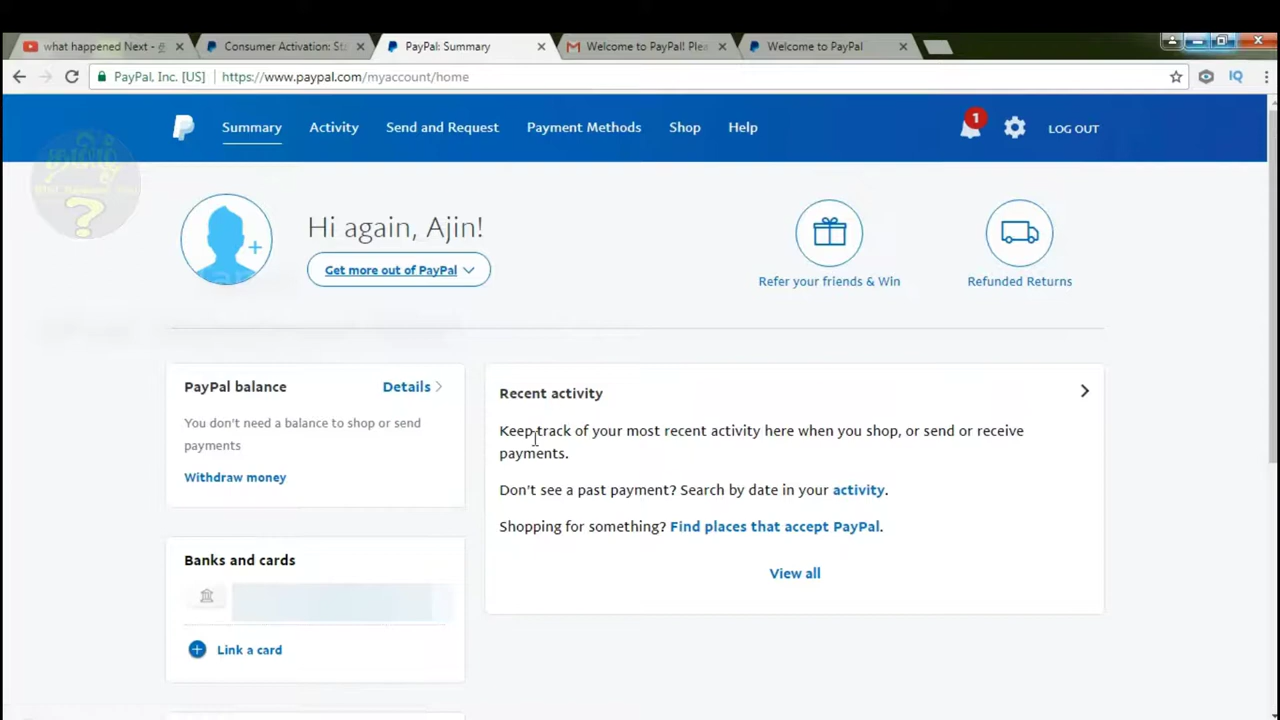 what happened Next -
Consumer Activation: St
PayPal: Summary
Welcome to PayPal! Plea
Welcome to PayPal
PayPal, Inc. [US]
https://www.paypal.com/myaccount/home
IQ
Summary
Activity
Send and Request
Payment Methods
Shop
Help
1
LOG OUT
தமிழ்
?
Hi again, Ajin!
Get more out of PayPal
Refer your friends & Win
Refunded Returns
PayPal balance
Details
You don't need a balance to shop or send
payments
Withdraw money
Recent activity
Keep track of your most recent activity here when you shop, or send or receive
payments.
Don't see a past payment? Search by date in your activity.
Shopping for something? Find places that accept PayPal.
View all
Banks and cards
Link a card